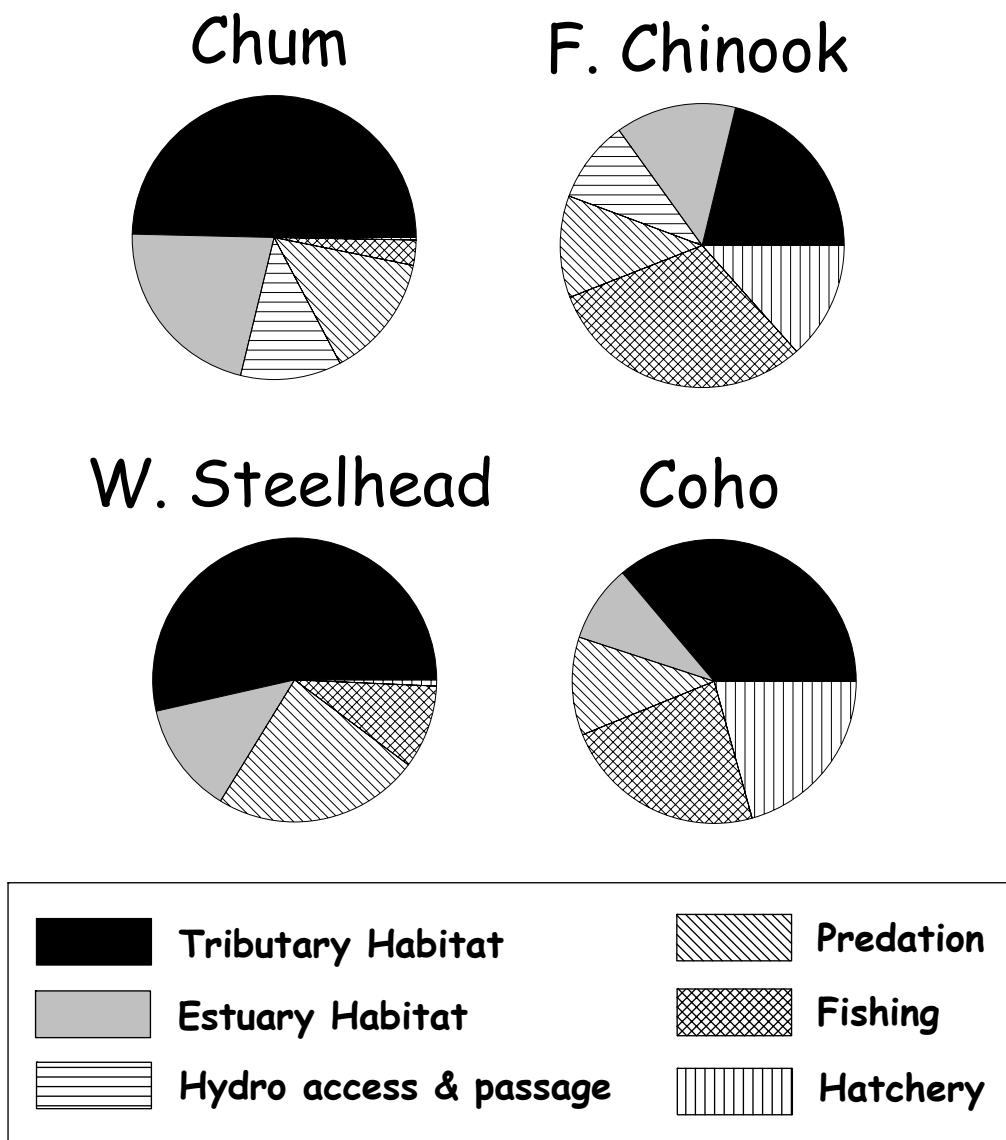 Chum
F. Chinook
W. Steelhead
Coho
Tributary Habitat
Estuary Habitat
Hydro access & passage
Predation
Fishing
Hatchery